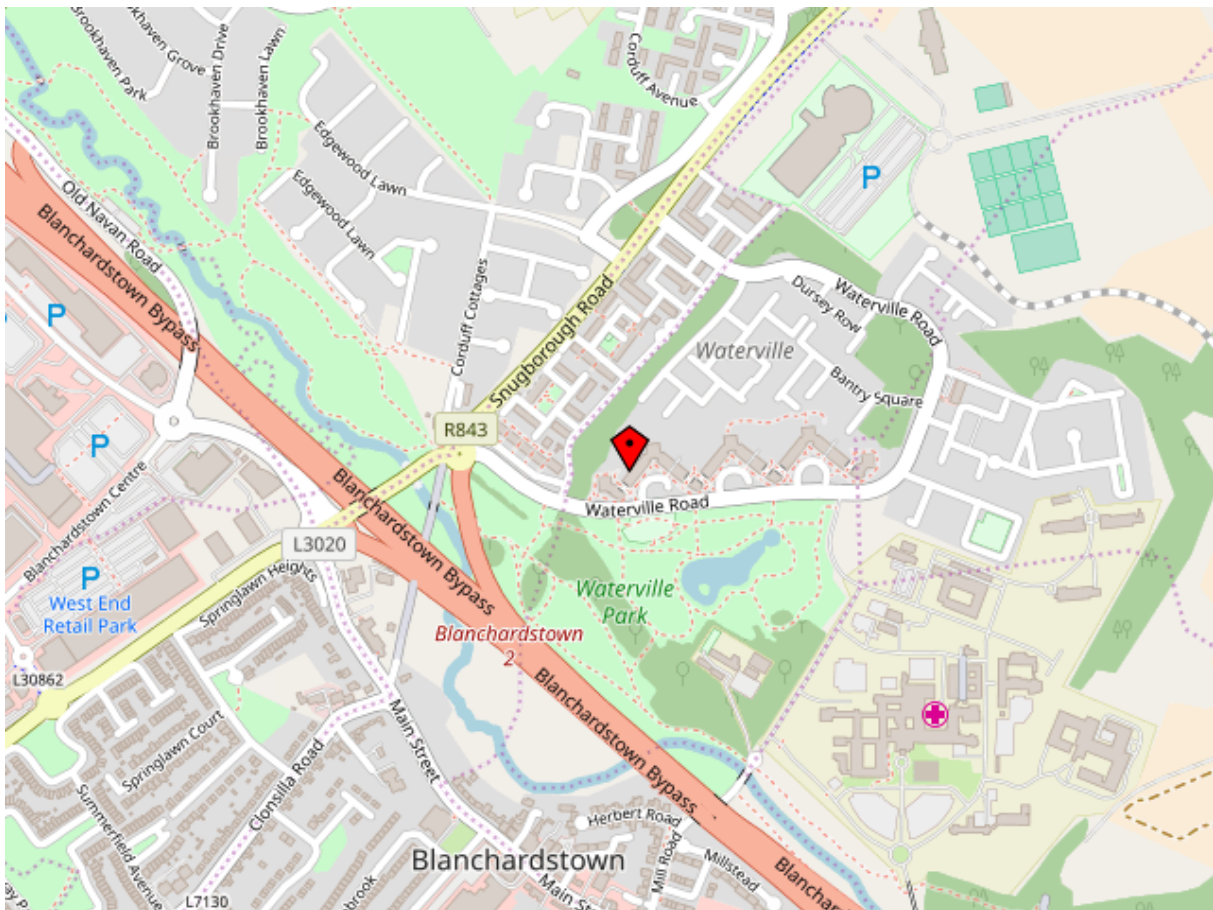 Brookhaven Grove
Brookhaven Park
Brookhaven Drive
Brookhaven Lawn
Corduff Avenue
Edgewood Lawn
Edgewood Lawn
P
Old Navan Road
Blanchardstown Bypass
Corduff Cottages
Snugborough Road
Waterville Road
Dursey Row
Waterville
Bantry Square
P
R843
P
Blanchardstown Centre
Blanchardstown Bypass
Waterville Road
L3020
P
West End
Retail Park
Springlawn Heights
Waterville
Park
Blanchardstown
2
L30862
Blanchardstown Bypass
Main Street
Springlawn Court
Clonsilla Road
Summerfield Avenue
Herbert Road
Mill Road
Millstead
Blanchardstown
Main St
Blanchar
L7130